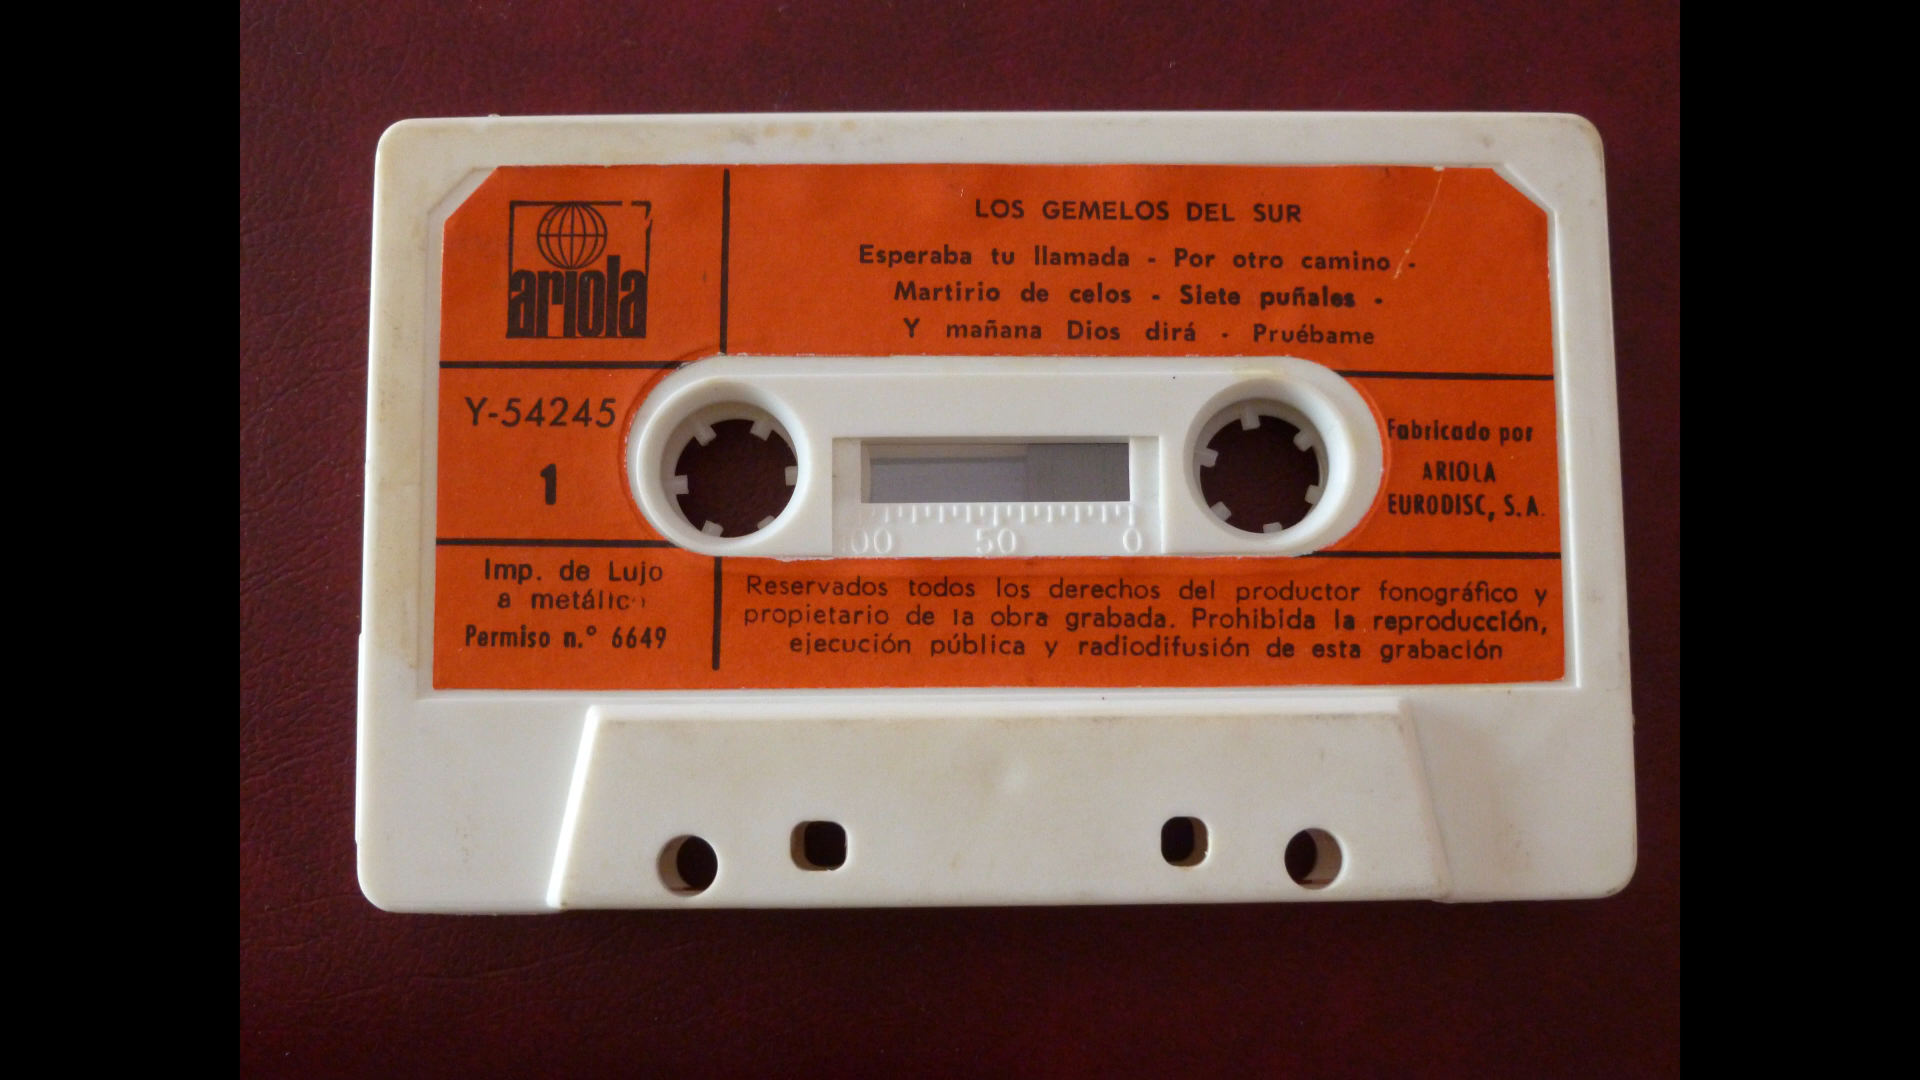 ariola
LOS GEMELOS DEL SUR
Esperaba tu llamada - Por otro camino -
Martirio de celos - Siete puñales -
Y mañana Dios dirá - Pruébame
Y-54245
1
Fabricado por
ARIOLA
EURODISC, S.A.
100 50 0
Imp. de Lujo
a metálico
Permiso n.° 6649
Reservados todos los derechos del productor fonográfico y
propietario de la obra grabada. Prohibida la reproducción,
ejecución pública y radiodifusión de esta grabación